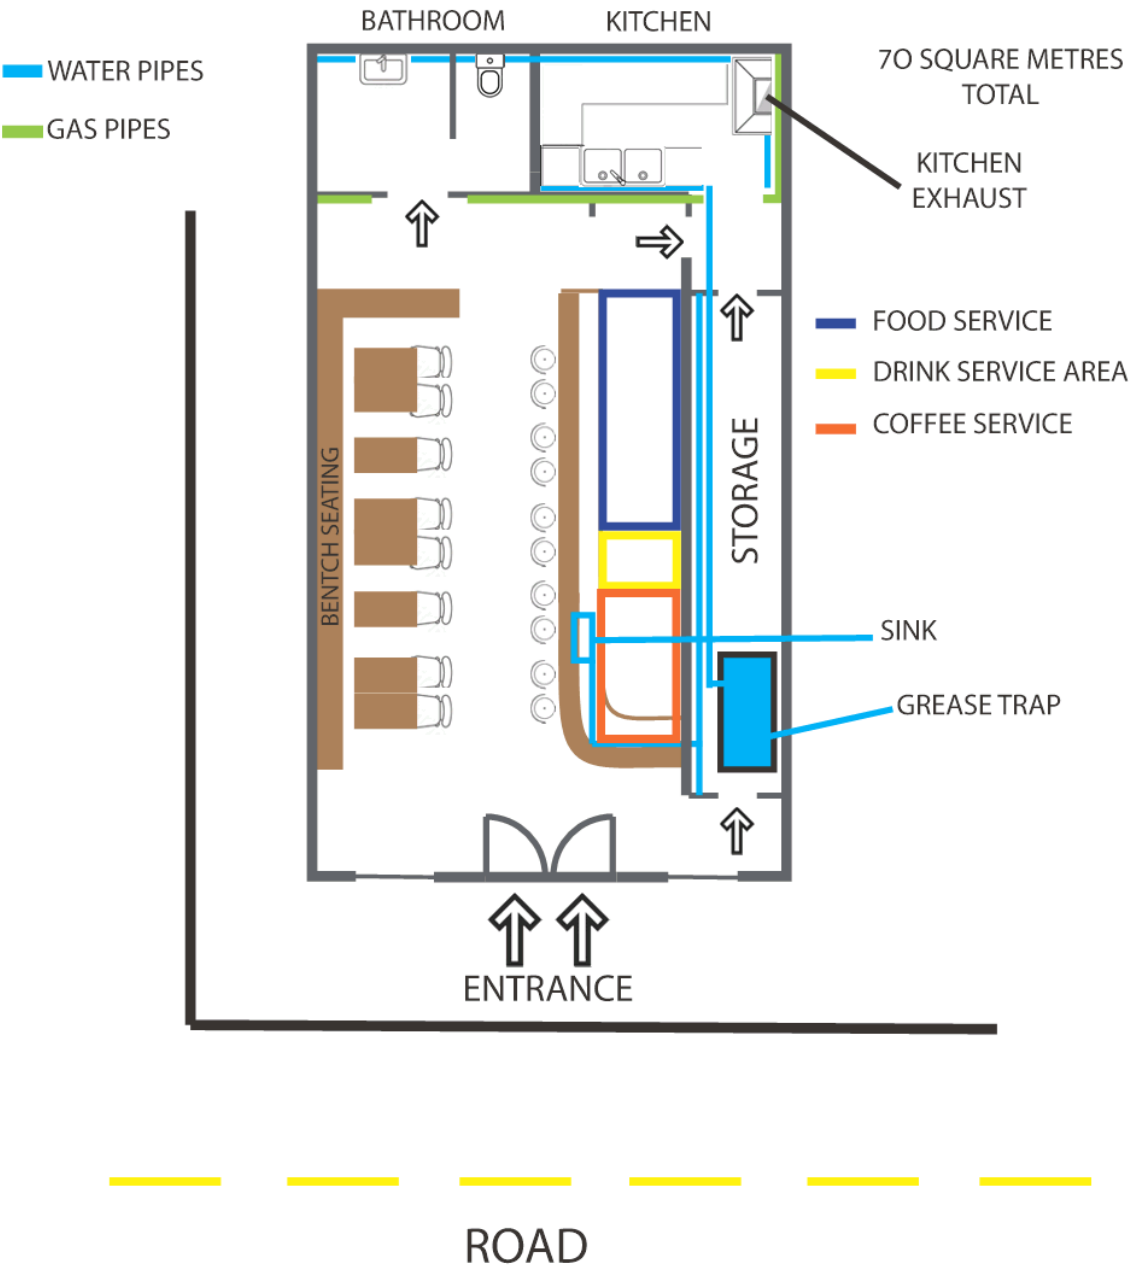 BATHROOM
KITCHEN
WATER PIPES
GAS PIPES
7O SQUARE METRES
TOTAL
KITCHEN
EXHAUST
FOOD SERVICE
DRINK SERVICE AREA
COFFEE SERVICE
BENTCH SEATING
STORAGE
SINK
GREASE TRAP
ENTRANCE
ROAD